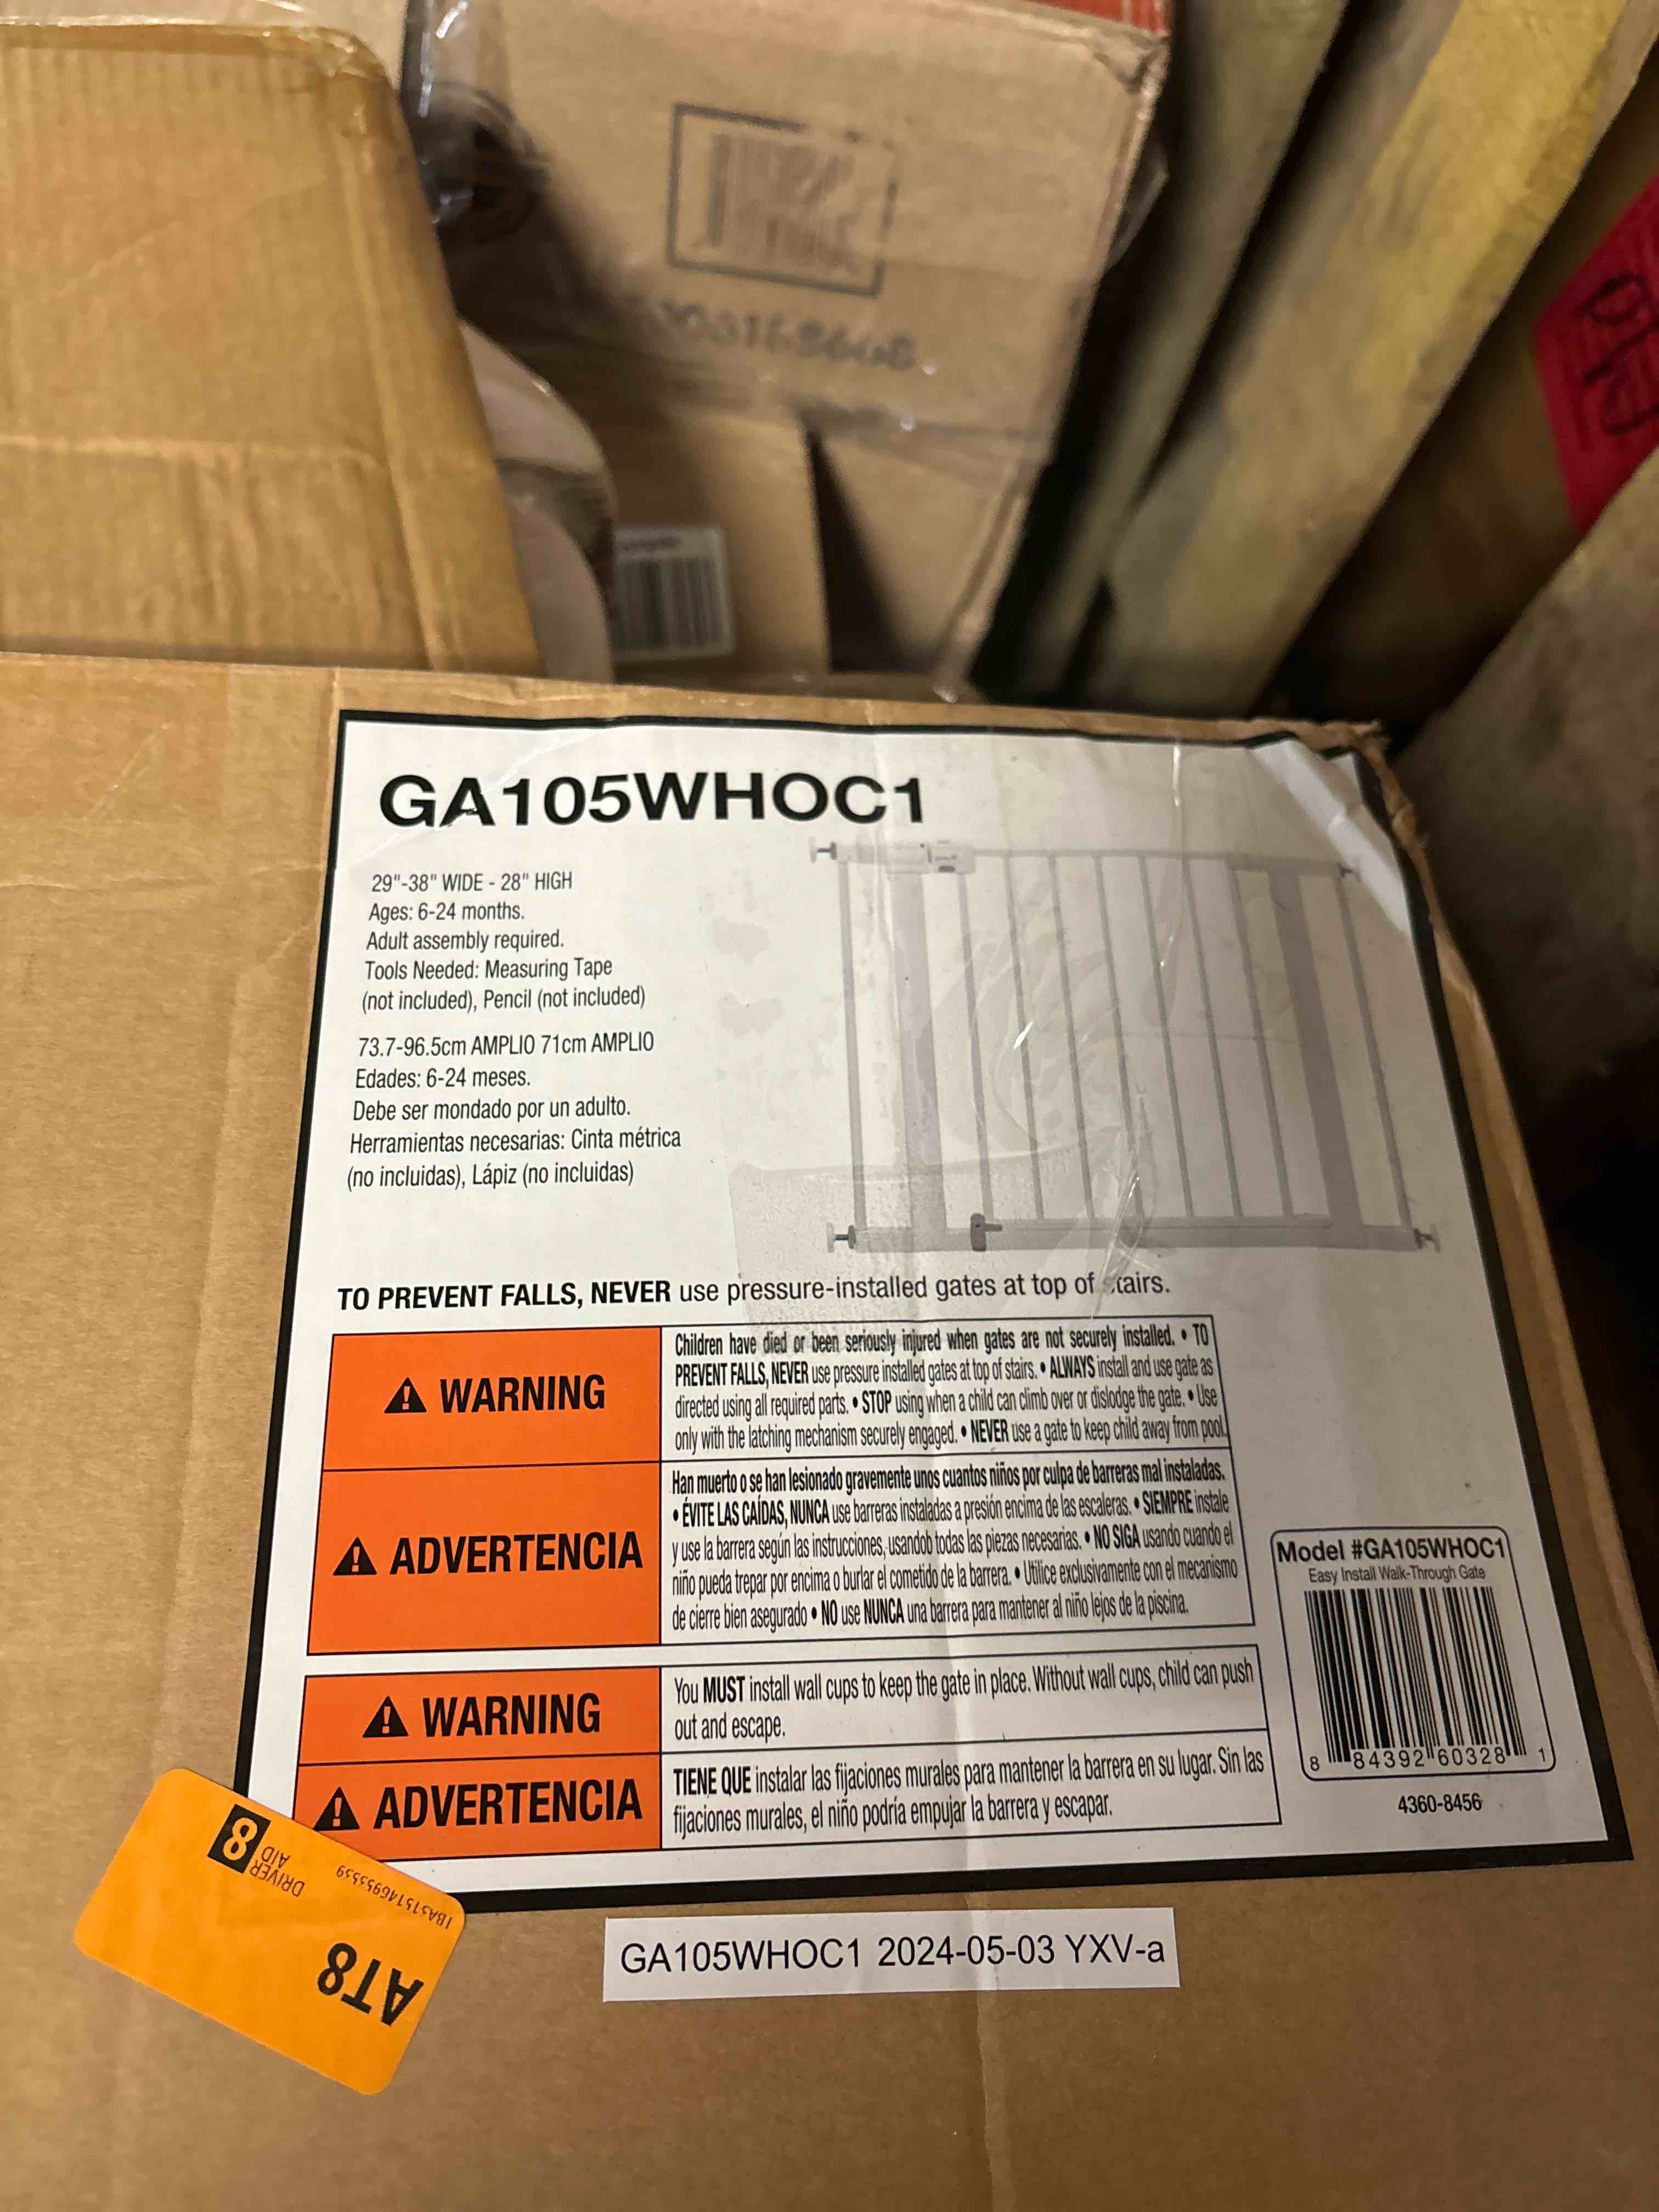 GA105WHOC1
29"-38" WIDE - 28" HIGH
Ages: 6-24 months.
Adult assembly required.
Tools Needed: Measuring Tape
(not included), Pencil (not included)
73.7-96.5cm AMPLIO 71cm AMPLIO
Edades: 6-24 meses.
Debe ser mondado por un adulto.
Herramientas necesarias: Cinta métrica
(no incluidas), Lápiz (no incluidas)
TO PREVENT FALLS, NEVER use pressure-installed gates at top of stairs.
⚠ WARNING
Children have died or been seriously injured when gates are not securely installed. • TO
PREVENT FALLS, NEVER use pressure installed gates at top of stairs. • ALWAYS install and use gate as
directed using all required parts. • STOP using when a child can climb over or dislodge the gate. • Use
only with the latching mechanism securely engaged. • NEVER use a gate to keep child away from pool.
⚠ ADVERTENCIA
Han muerto o se han lesionado gravemente unos cuantos niños por culpa de barreras mal instaladas.
• ÉVITE LAS CAÍDAS, NUNCA use barreras instaladas a presión encima de las escaleras. • SIEMPRE instale
y use la barrera según las instrucciones, usandob todas las piezas necesarias. • NO SIGA usando cuando el
niño pueda trepar por encima o burlar el cometido de la barrera. • Utilice exclusivamente con el mecanismo
de cierre bien asegurado • NO use NUNCA una barrera para mantener al niño lejos de la piscina.
⚠ WARNING
You MUST install wall cups to keep the gate in place. Without wall cups, child can push
out and escape.
⚠ ADVERTENCIA
TIENE QUE instalar las fijaciones murales para mantener la barrera en su lugar. Sin las
fijaciones murales, el niño podría empujar la barrera y escapar.
Model #GA105WHOC1
Easy Install Walk-Through Gate
8 84392 60328 1
4360-8456
GA105WHOC1 2024-05-03 YXV-a
AT8
DRIVER
AID
8